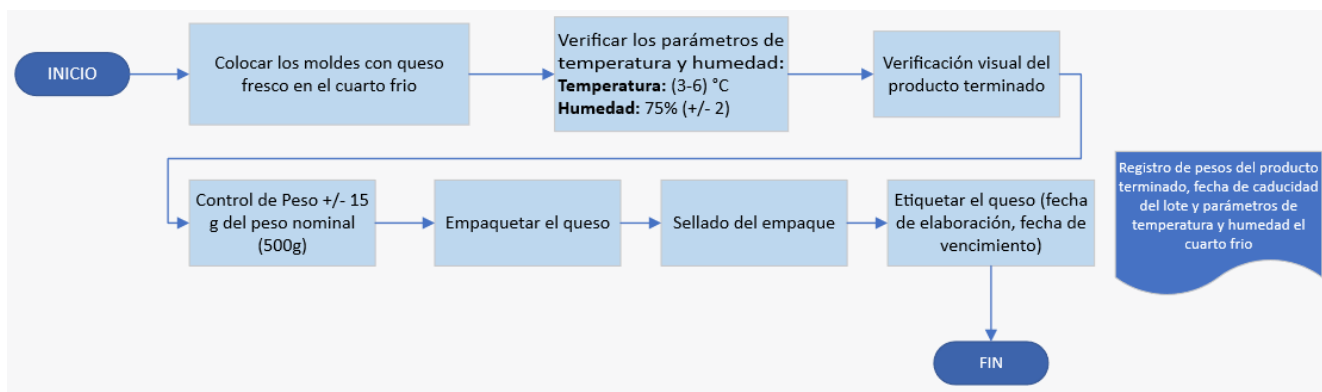 INICIO
Colocar los moldes con queso
fresco en el cuarto frio
Verificar los parámetros de
temperatura y humedad:
Temperatura: (3-6) °C
Humedad: 75% (+/- 2)
Verificación visual del
producto terminado
Control de Peso +/- 15
g del peso nominal
(500g)
Empaquetar el queso
Sellado del empaque
Etiquetar el queso (fecha
de elaboración, fecha de
vencimiento)
Registro de pesos del producto
terminado, fecha de caducidad
del lote y parámetros de
temperatura y humedad el
cuarto frio
FIN